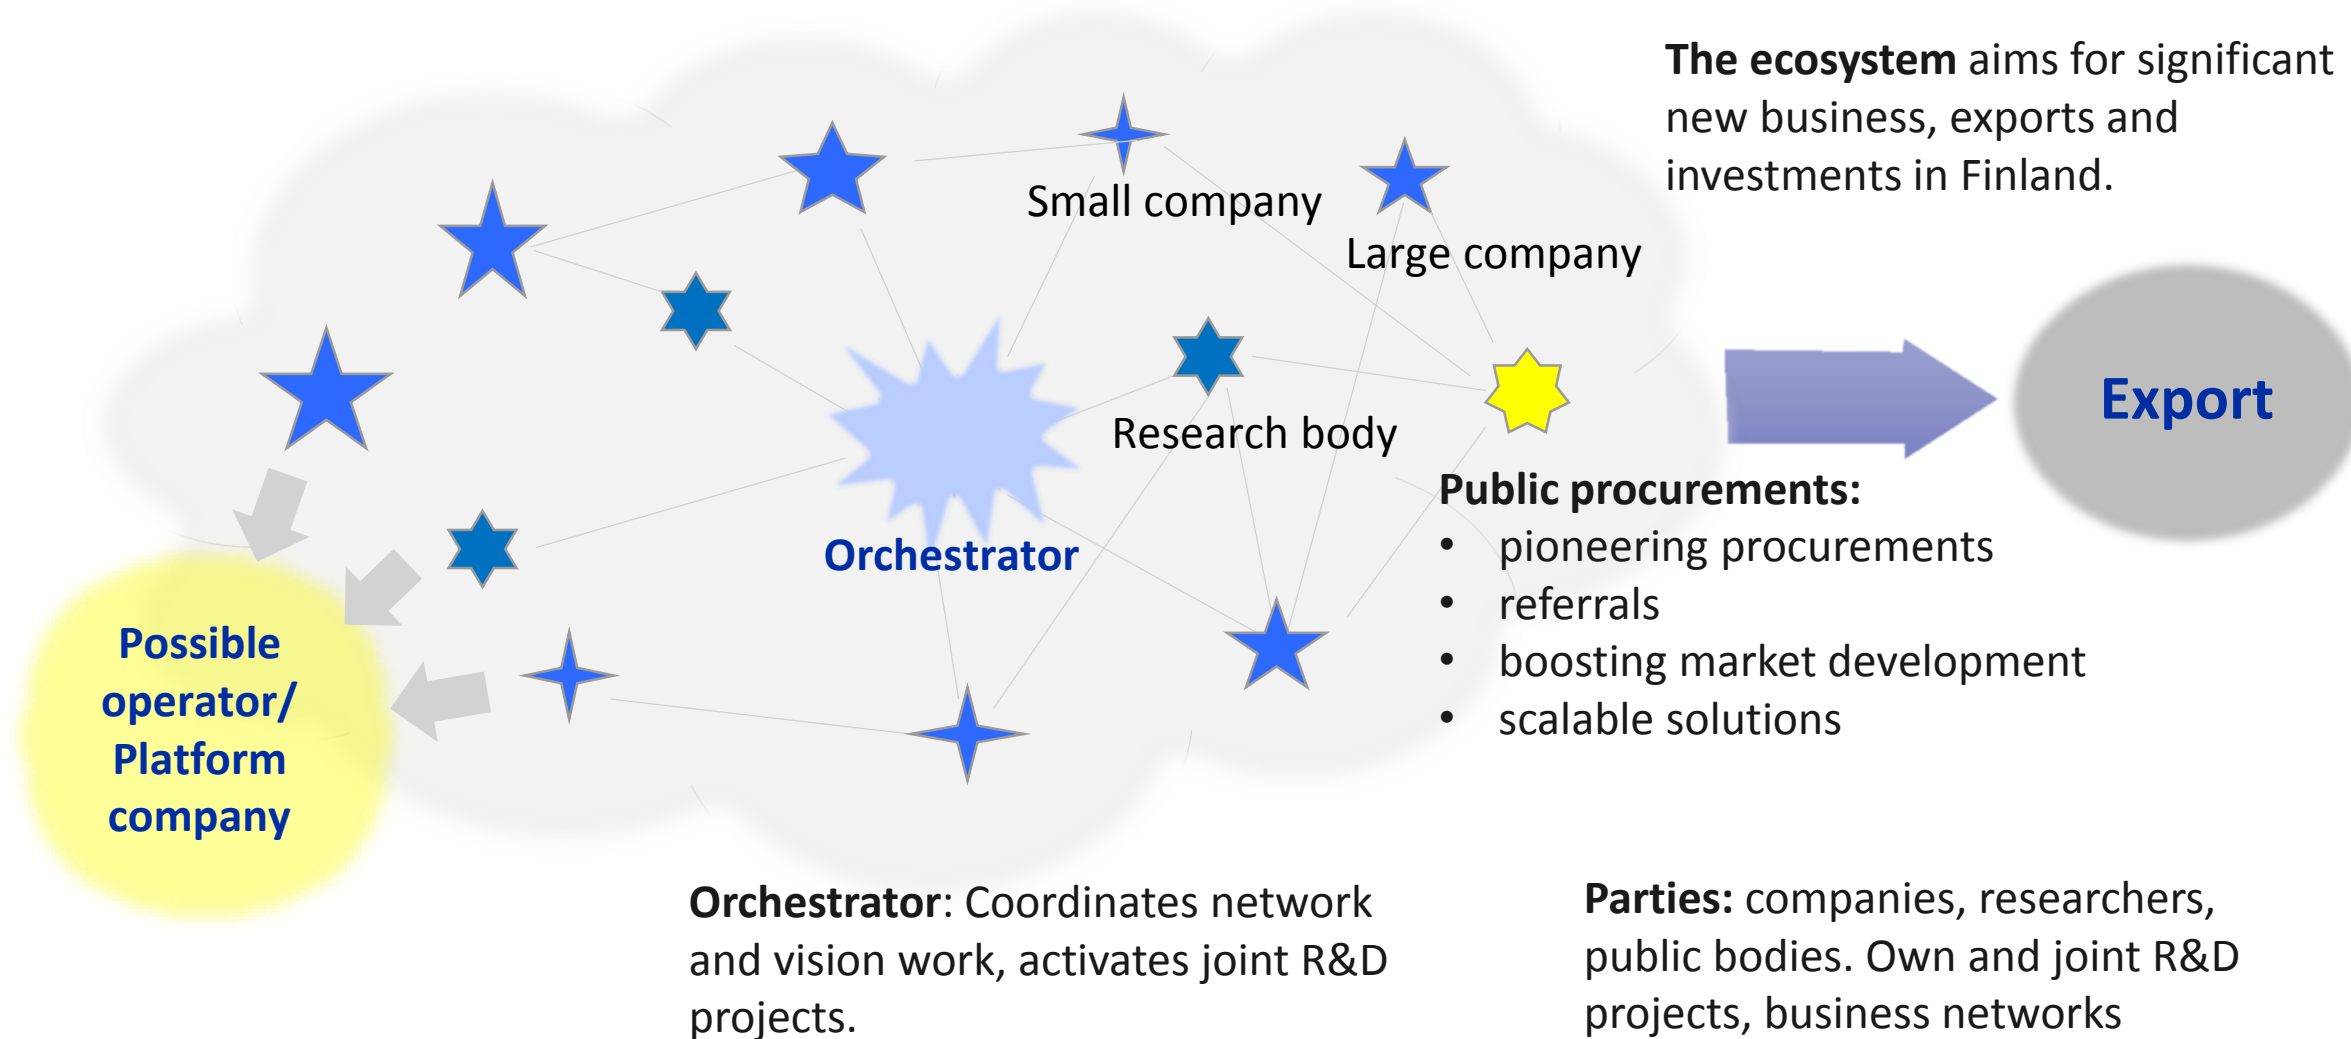 The ecosystem aims for significant
new business, exports and
investments in Finland.
Small company
Large company
Research body
Export
Orchestrator
Public procurements:
• pioneering procurements
• referrals
• boosting market development
• scalable solutions
Possible
operator/
Platform
company
Orchestrator: Coordinates network
and vision work, activates joint R&D
projects.
Parties: companies, researchers,
public bodies. Own and joint R&D
projects, business networks